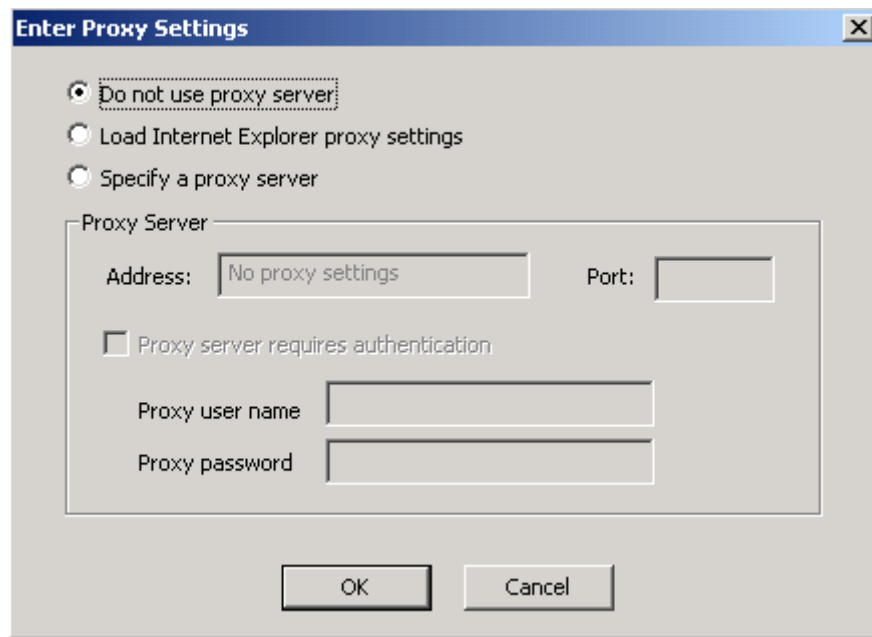 Enter Proxy Settings
Do not use proxy server
Load Internet Explorer proxy settings
Specify a proxy server
Proxy Server
Address: No proxy settings Port:
Proxy server requires authentication
Proxy user name
Proxy password
OK Cancel